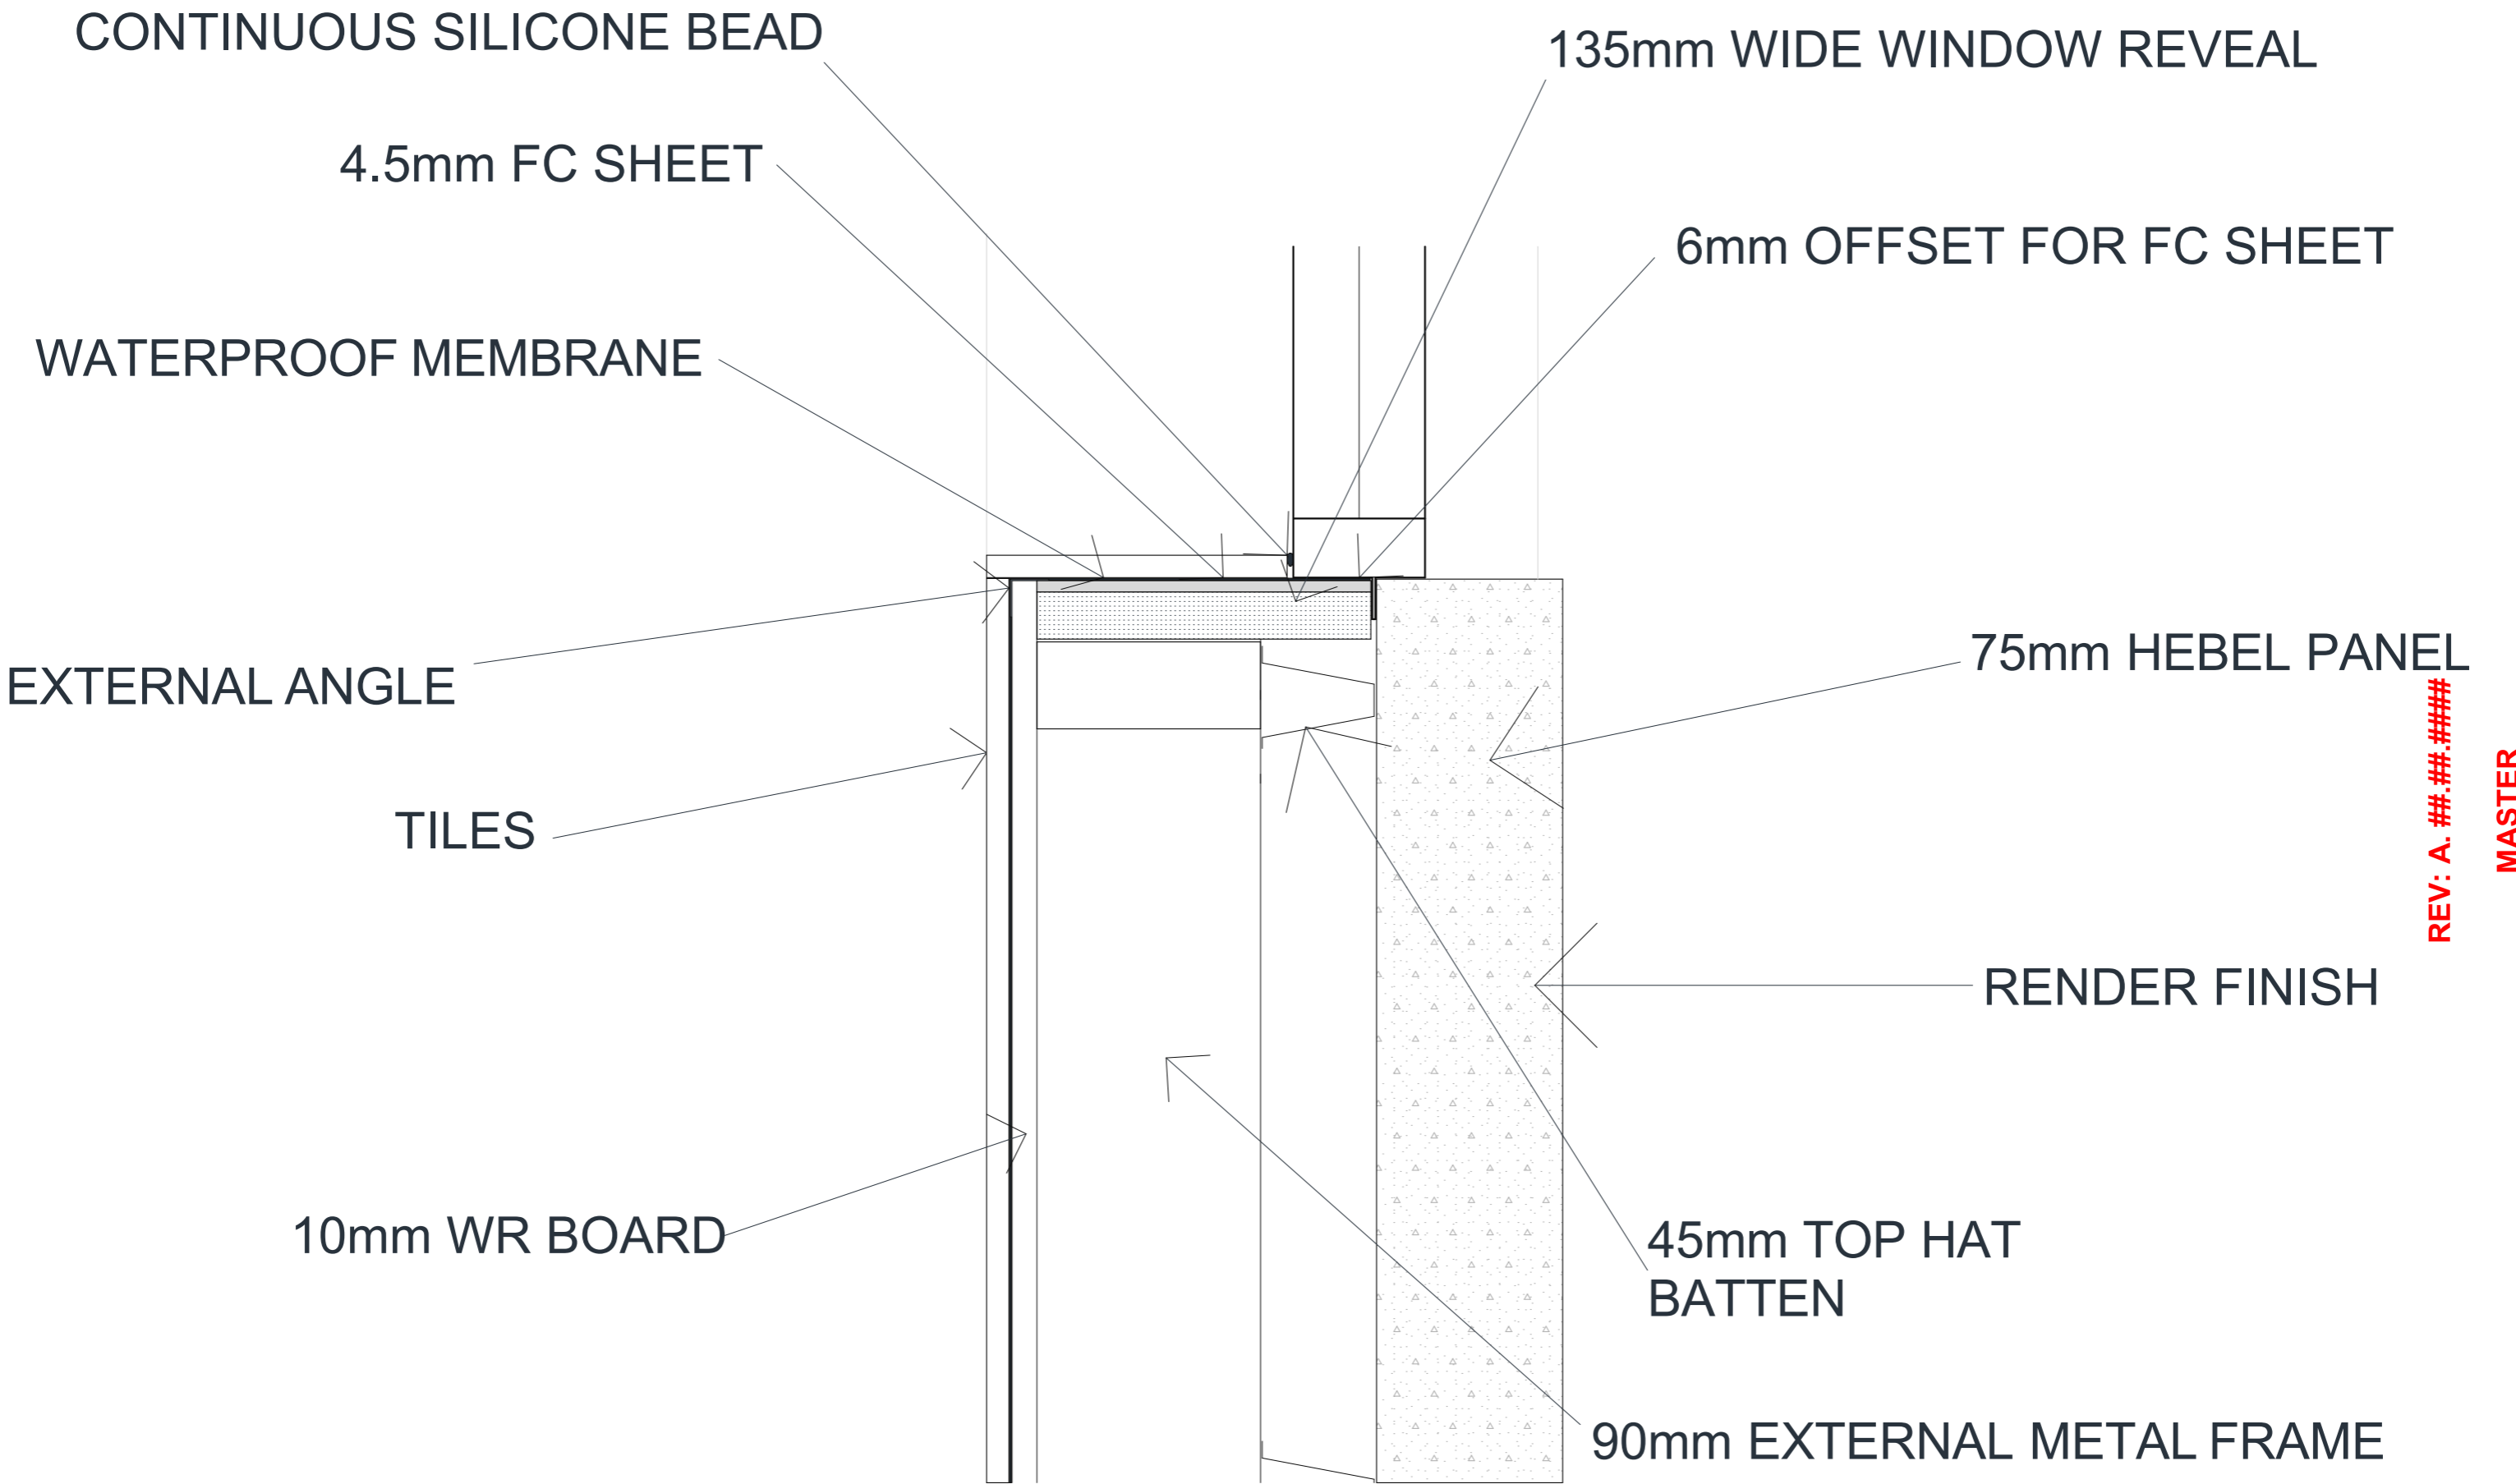 CONTINUOUS SILICONE BEAD
135mm WIDE WINDOW REVEAL
4.5mm FC SHEET
6mm OFFSET FOR FC SHEET
WATERPROOF MEMBRANE
75mm HEBEL PANEL
EXTERNAL ANGLE
REV: A. ##.##.####
MASTER
TILES
RENDER FINISH
10mm WR BOARD
45mm TOP HAT
BATTEN
90mm EXTERNAL METAL FRAME